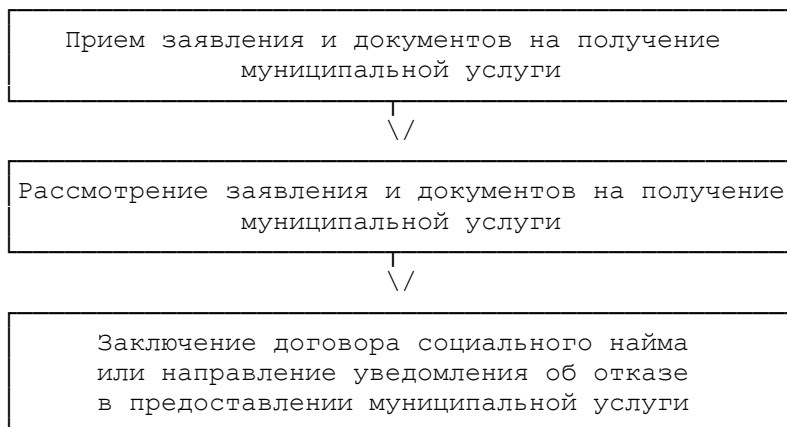 Прием заявления и документов на получение
муниципальной услуги
\/
Рассмотрение заявления и документов на получение
муниципальной услуги
\/
Заключение договора социального найма
или направление уведомления об отказе
в предоставлении муниципальной услуги